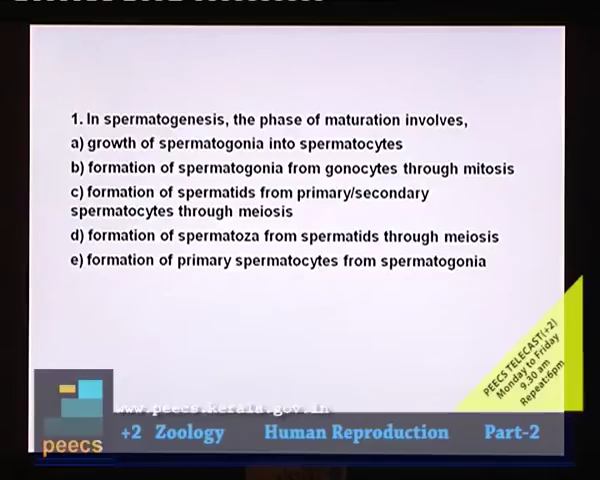 1. In spermatogenesis, the phase of maturation involves,
a) growth of spermatogonia into spermatocytes
b) formation of spermatogonia from gonocytes through mitosis
c) formation of spermatids from primary/secondary
spermatocytes through meiosis
d) formation of spermatoza from spermatids through meiosis
e) formation of primary spermatocytes from spermatogonia
PEECS TELECAST(+2)
Monday to Friday
9.30 am
Repeat:6pm
www.peecs.kerala.gov.in
peecs
+2 Zoology Human Reproduction Part-2